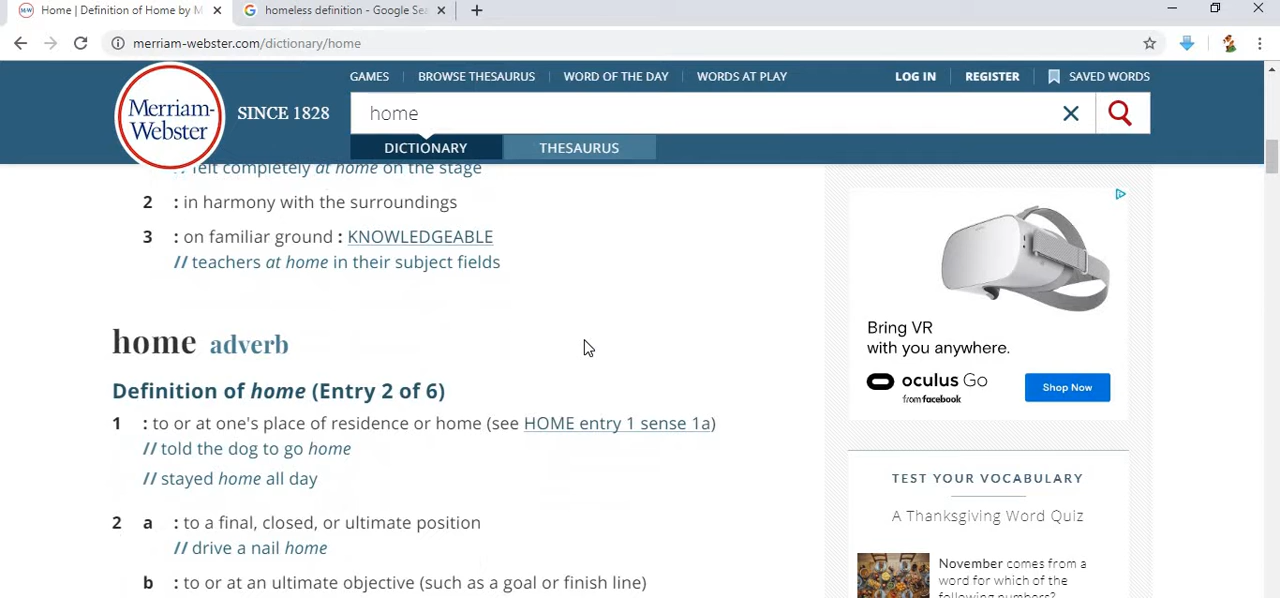 Home | Definition of Home by M
homeless definition - Google Sea
merriam-webster.com/dictionary/home
GAMES
BROWSE THESAURUS
WORD OF THE DAY
WORDS AT PLAY
LOG IN
REGISTER
SAVED WORDS
Merriam-
Webster
SINCE 1828
home
DICTIONARY
THESAURUS
// felt completely at home on the stage
2 : in harmony with the surroundings
3 : on familiar ground : KNOWLEDGEABLE
// teachers at home in their subject fields
home adverb
Definition of home (Entry 2 of 6)
1 : to or at one's place of residence or home (see HOME entry 1 sense 1a)
// told the dog to go home
// stayed home all day
2 a : to a final, closed, or ultimate position
// drive a nail home
b : to or at an ultimate objective (such as a goal or finish line)
Bring VR
with you anywhere.
oculus Go
from facebook
Shop Now
TEST YOUR VOCABULARY
A Thanksgiving Word Quiz
November comes from a
word for which of the
following numbers?